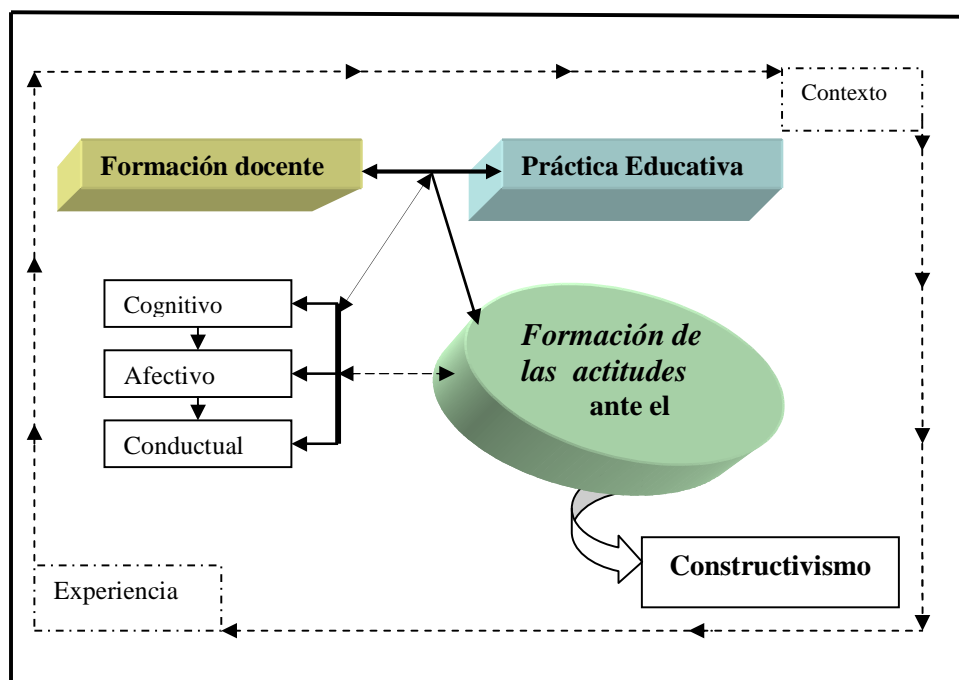 Contexto
Formación docente
Práctica Educativa
Cognitivo
Afectivo
Conductual
Formación de
las actitudes
ante el
Constructivismo
Experiencia